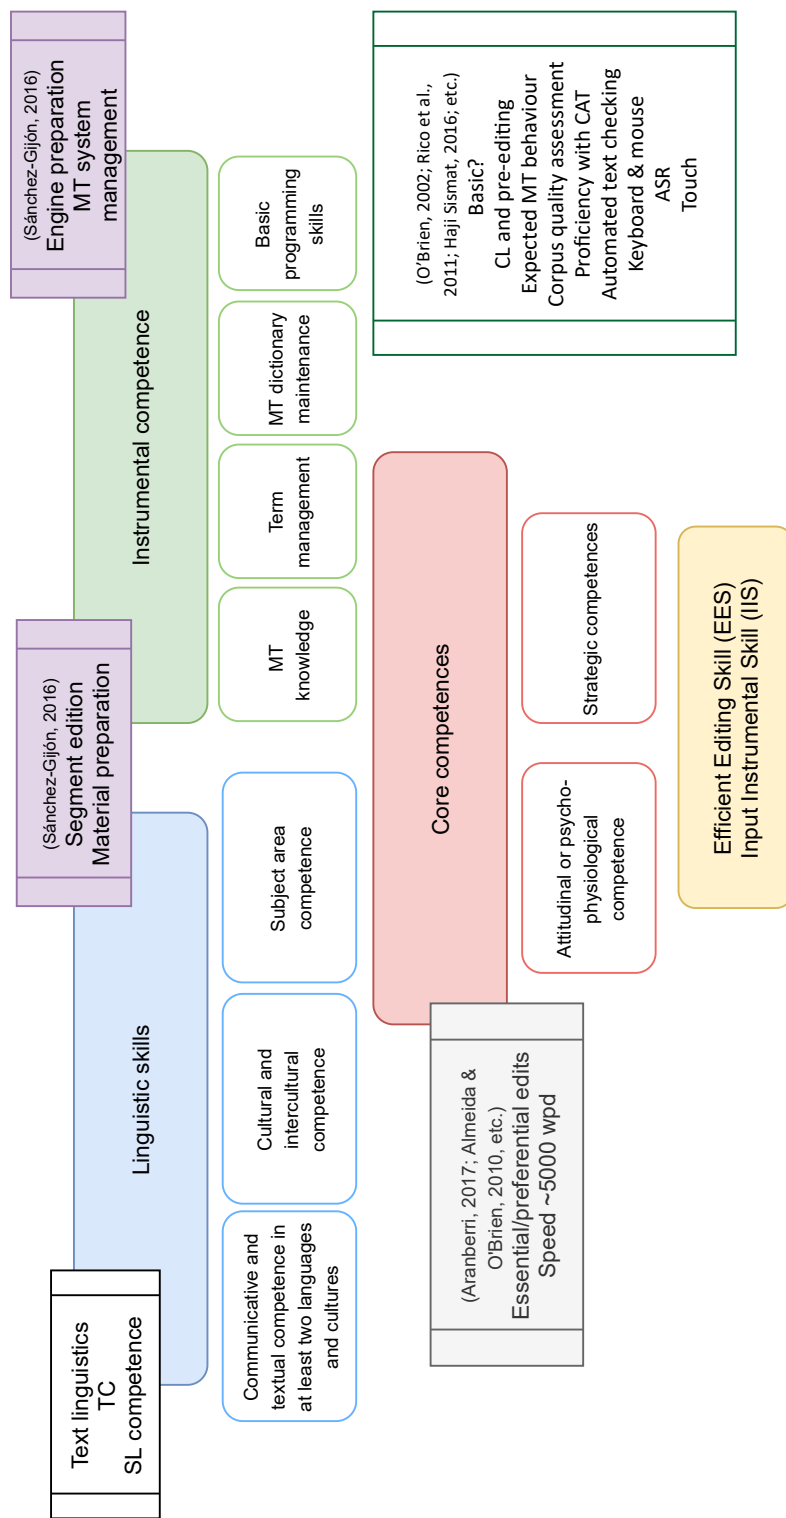 Text linguistics
TC
SL competence
(Sánchez-Gijón, 2016)
Segment edition
Material preparation
(Sánchez-Gijón, 2016)
Engine preparation
MT system
management
Linguistic skills
Instrumental competence
Communicative and
textual competence in
at least two languages
and cultures
Cultural and
intercultural
competence
Subject area
competence
MT
knowledge
Term
management
MT dictionary
maintenance
Basic
programming
skills
(Aranberri, 2017; Almeida &
O'Brien, 2010, etc.)
Essential/preferential edits
Speed ~5000 wpd
Core competences
(O'Brien, 2002; Rico et al.,
2011; Haji Sismat, 2016; etc.)
Basic?
CL and pre-editing
Expected MT behaviour
Corpus quality assessment
Proficiency with CAT
Automated text checking
Keyboard & mouse
ASR
Touch
Attitudinal or psycho-
physiological
competence
Strategic competences
Efficient Editing Skill (EES)
Input Instrumental Skill (IIS)